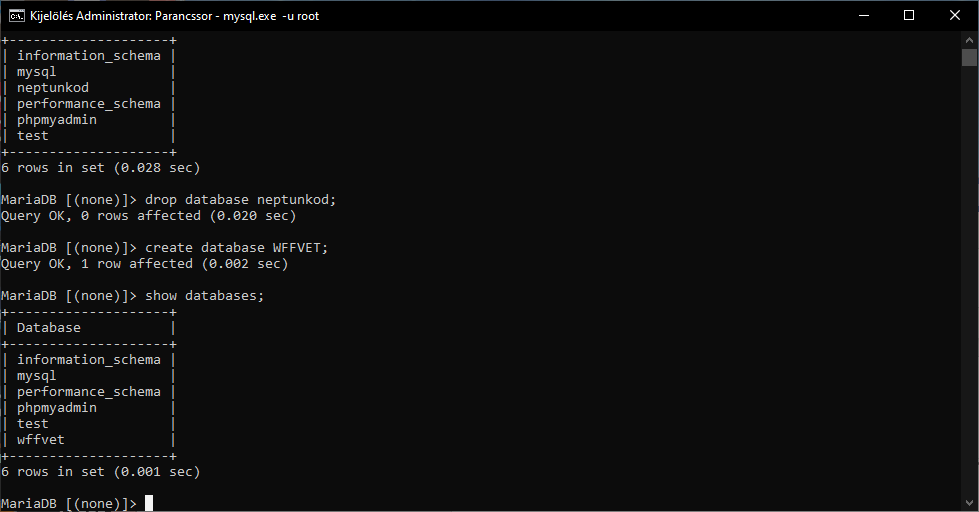 Kijelölés Administrator: Parancssor - mysql.exe  -u root
+--------------------+
| information_schema |
| mysql              |
| neptunkod          |
| performance_schema |
| phpmyadmin         |
| test               |
+--------------------+
6 rows in set (0.028 sec)
MariaDB [(none)]> drop database neptunkod;
Query OK, 0 rows affected (0.020 sec)
MariaDB [(none)]> create database WFFVET;
Query OK, 1 row affected (0.002 sec)
MariaDB [(none)]> show databases;
+--------------------+
| Database           |
+--------------------+
| information_schema |
| mysql              |
| performance_schema |
| phpmyadmin         |
| test               |
| wffvet             |
+--------------------+
6 rows in set (0.001 sec)
MariaDB [(none)]>